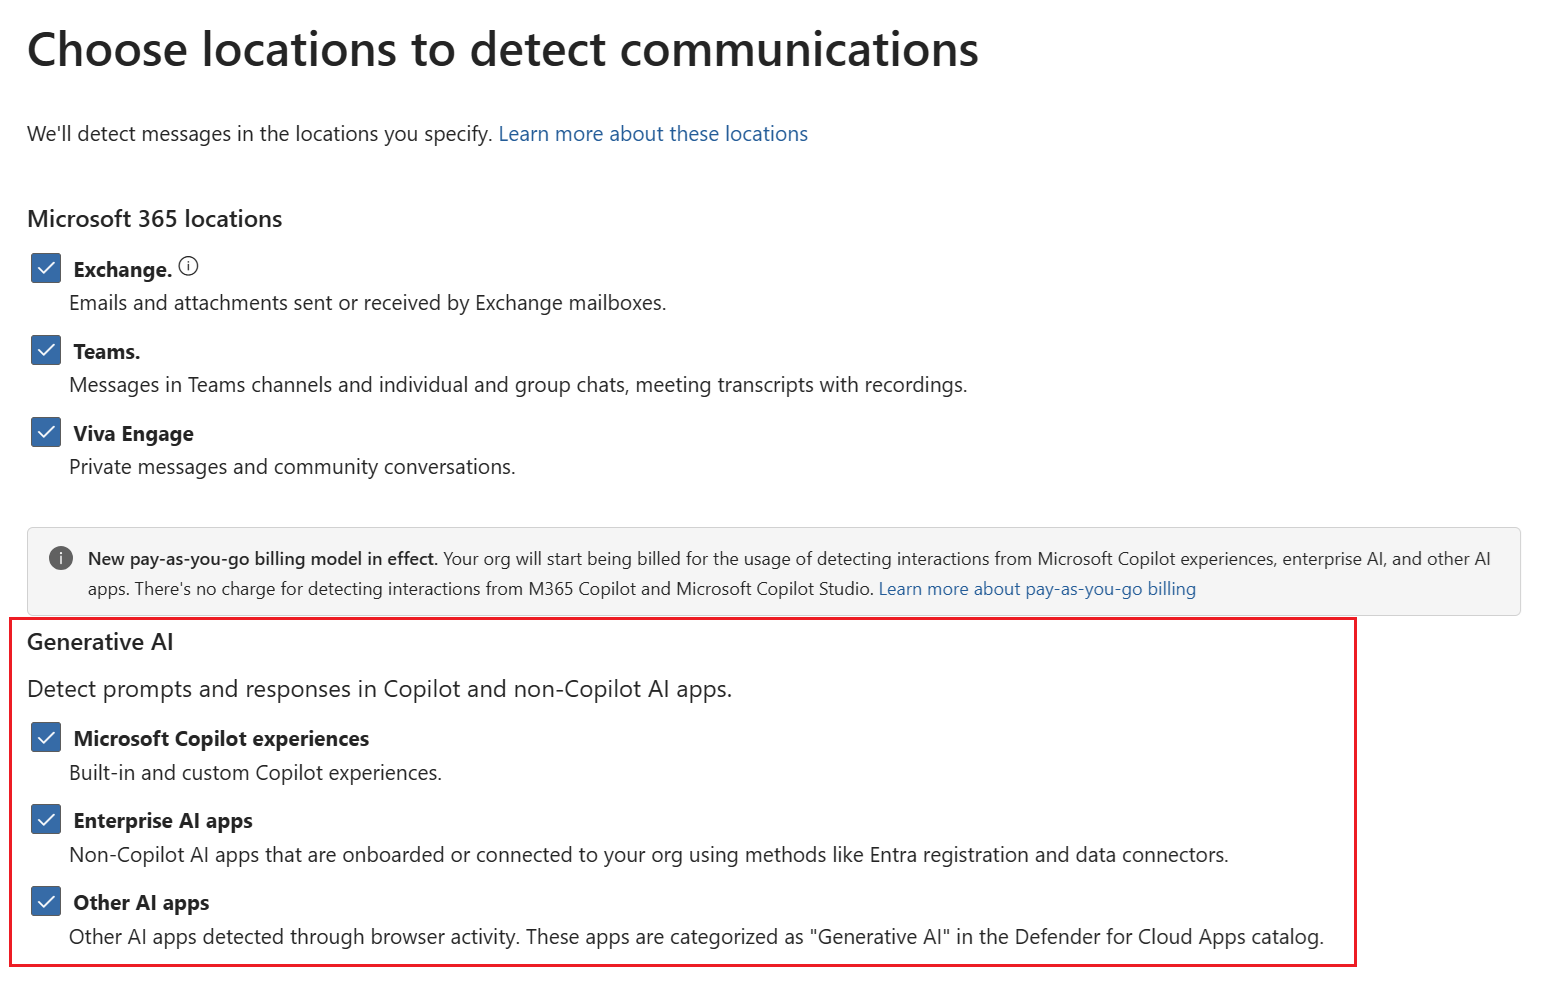 Choose locations to detect communications
We'll detect messages in the locations you specify. Learn more about these locations
Microsoft 365 locations
Exchange.
Emails and attachments sent or received by Exchange mailboxes.
Teams.
Messages in Teams channels and individual and group chats, meeting transcripts with recordings.
Viva Engage
Private messages and community conversations.
New pay-as-you-go billing model in effect. Your org will start being billed for the usage of detecting interactions from Microsoft Copilot experiences, enterprise AI, and other AI
apps. There's no charge for detecting interactions from M365 Copilot and Microsoft Copilot Studio. Learn more about pay-as-you-go billing
Generative AI
Detect prompts and responses in Copilot and non-Copilot AI apps.
Microsoft Copilot experiences
Built-in and custom Copilot experiences.
Enterprise AI apps
Non-Copilot AI apps that are onboarded or connected to your org using methods like Entra registration and data connectors.
Other AI apps
Other AI apps detected through browser activity. These apps are categorized as "Generative AI" in the Defender for Cloud Apps catalog.